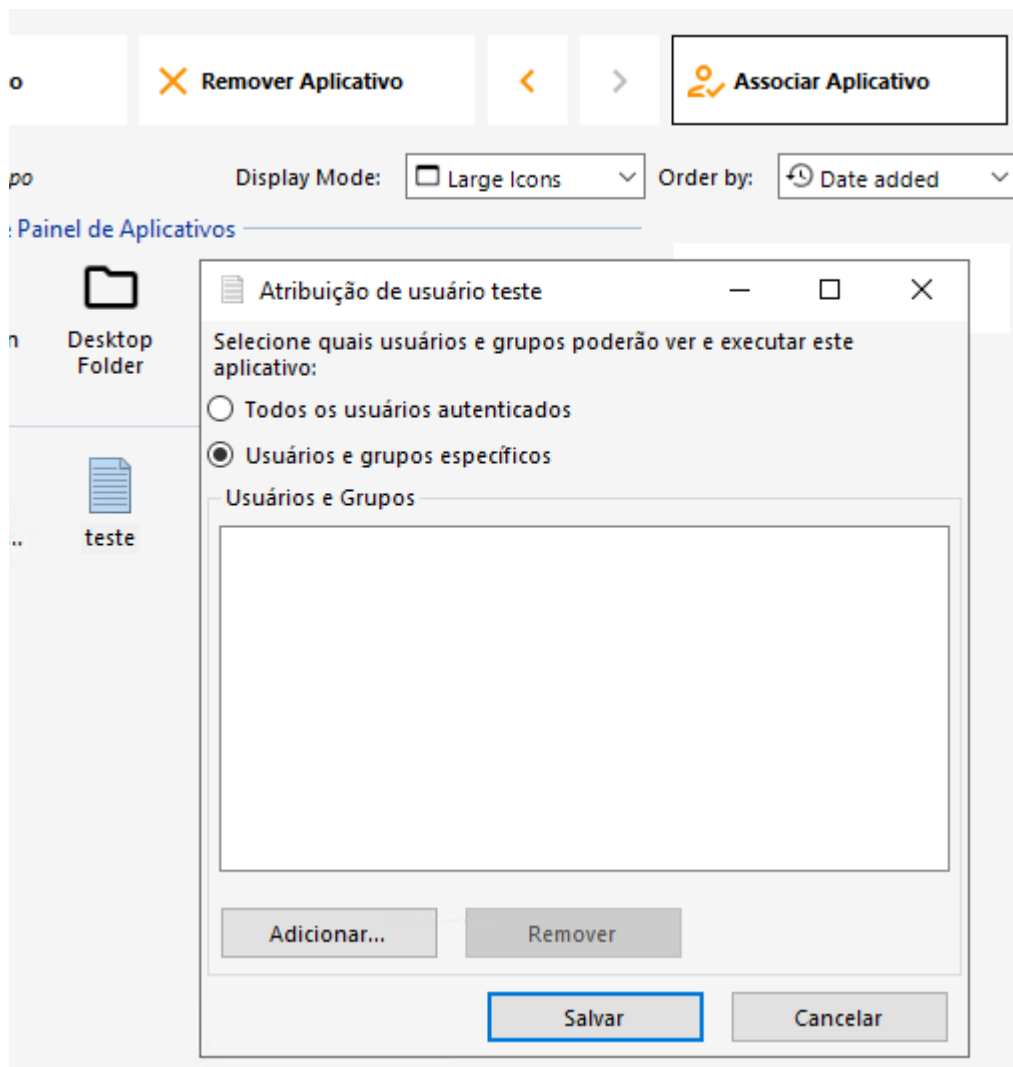 o
Remover Aplicativo
Associar Aplicativo
po
Display Mode:
Large Icons
Order by:
Date added
Painel de Aplicativos
n
Desktop
Folder
Atribuição de usuário teste
Selecione quais usuários e grupos poderão ver e executar este
aplicativo:
Todos os usuários autenticados
Usuários e grupos específicos
Usuários e Grupos
..
teste
Adicionar...
Remover
Salvar
Cancelar